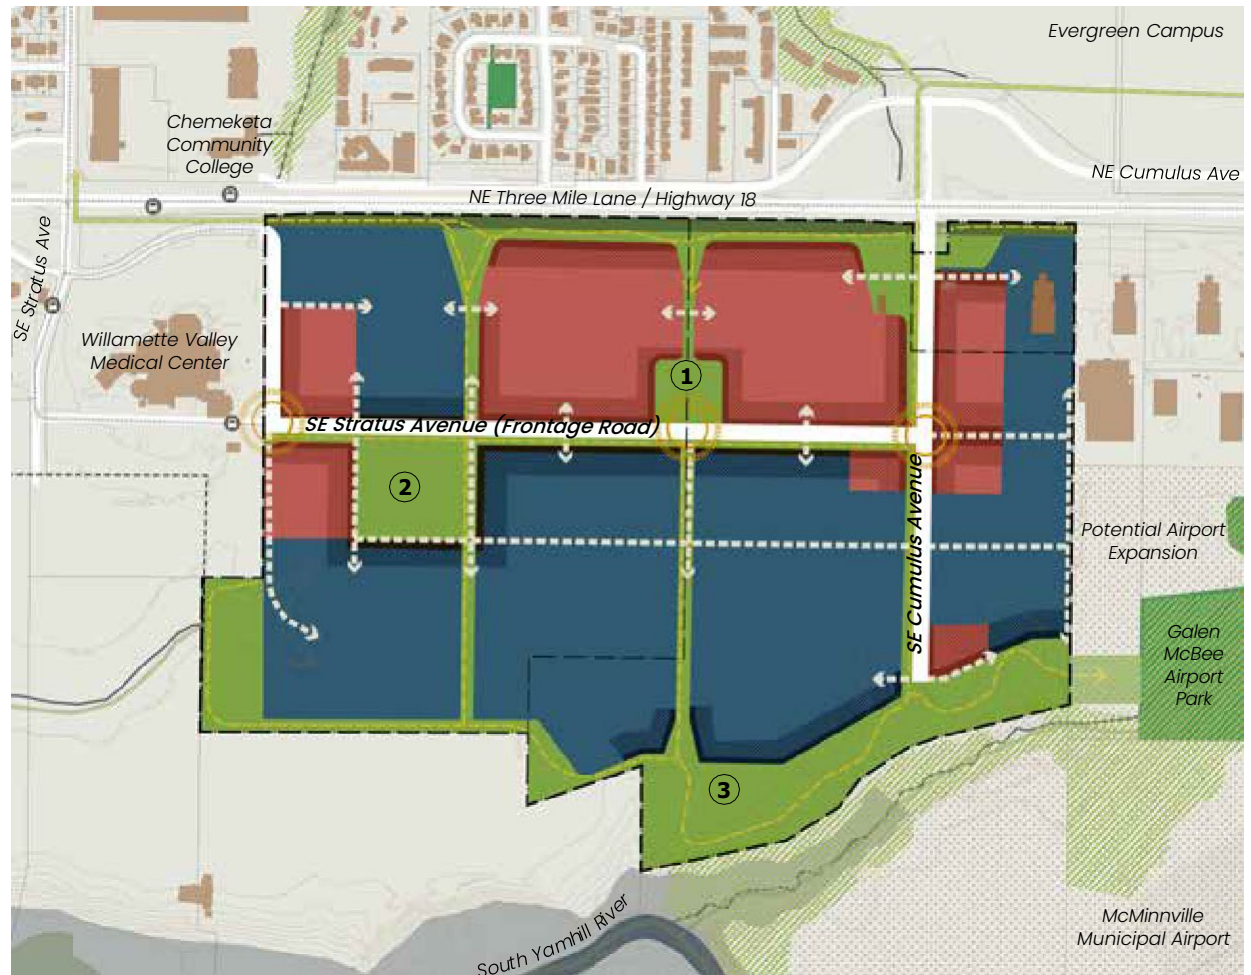 Evergreen Campus
Chemeketa
Community
College
NE Cumulus Ave
NE Three Mile Lane / Highway 18
SE Stratus Ave
Willamette Valley
Medical Center
1
SE Stratus Avenue (Frontage Road)
2
SE Cumulus Avenue
Potential Airport
Expansion
Galen
McBee
Airport
Park
3
McMinnville
Municipal Airport
South Yamhill River